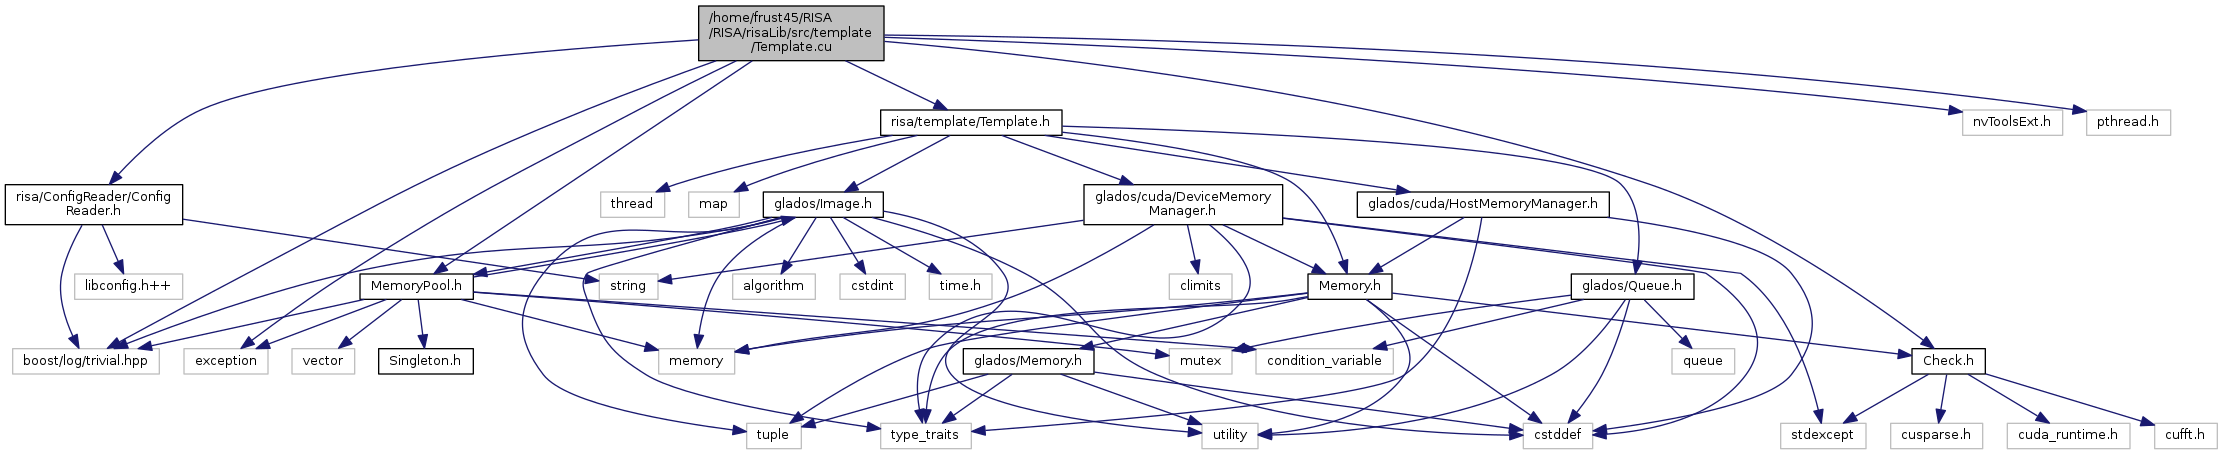 /home/frust45/RISA
/RISA/risaLib/src/template
/Template.cu
risa/template/Template.h
nvToolsExt.h
pthread.h
risa/ConfigReader/Config
Reader.h
thread
map
glados/Image.h
glados/cuda/DeviceMemory
Manager.h
glados/cuda/HostMemoryManager.h
libconfig.h++
MemoryPool.h
string
algorithm
cstdint
time.h
climits
Memory.h
glados/Queue.h
boost/log/trivial.hpp
exception
vector
Singleton.h
memory
glados/Memory.h
mutex
condition_variable
queue
Check.h
tuple
type_traits
utility
cstddef
stdexcept
cusparse.h
cuda_runtime.h
cufft.h